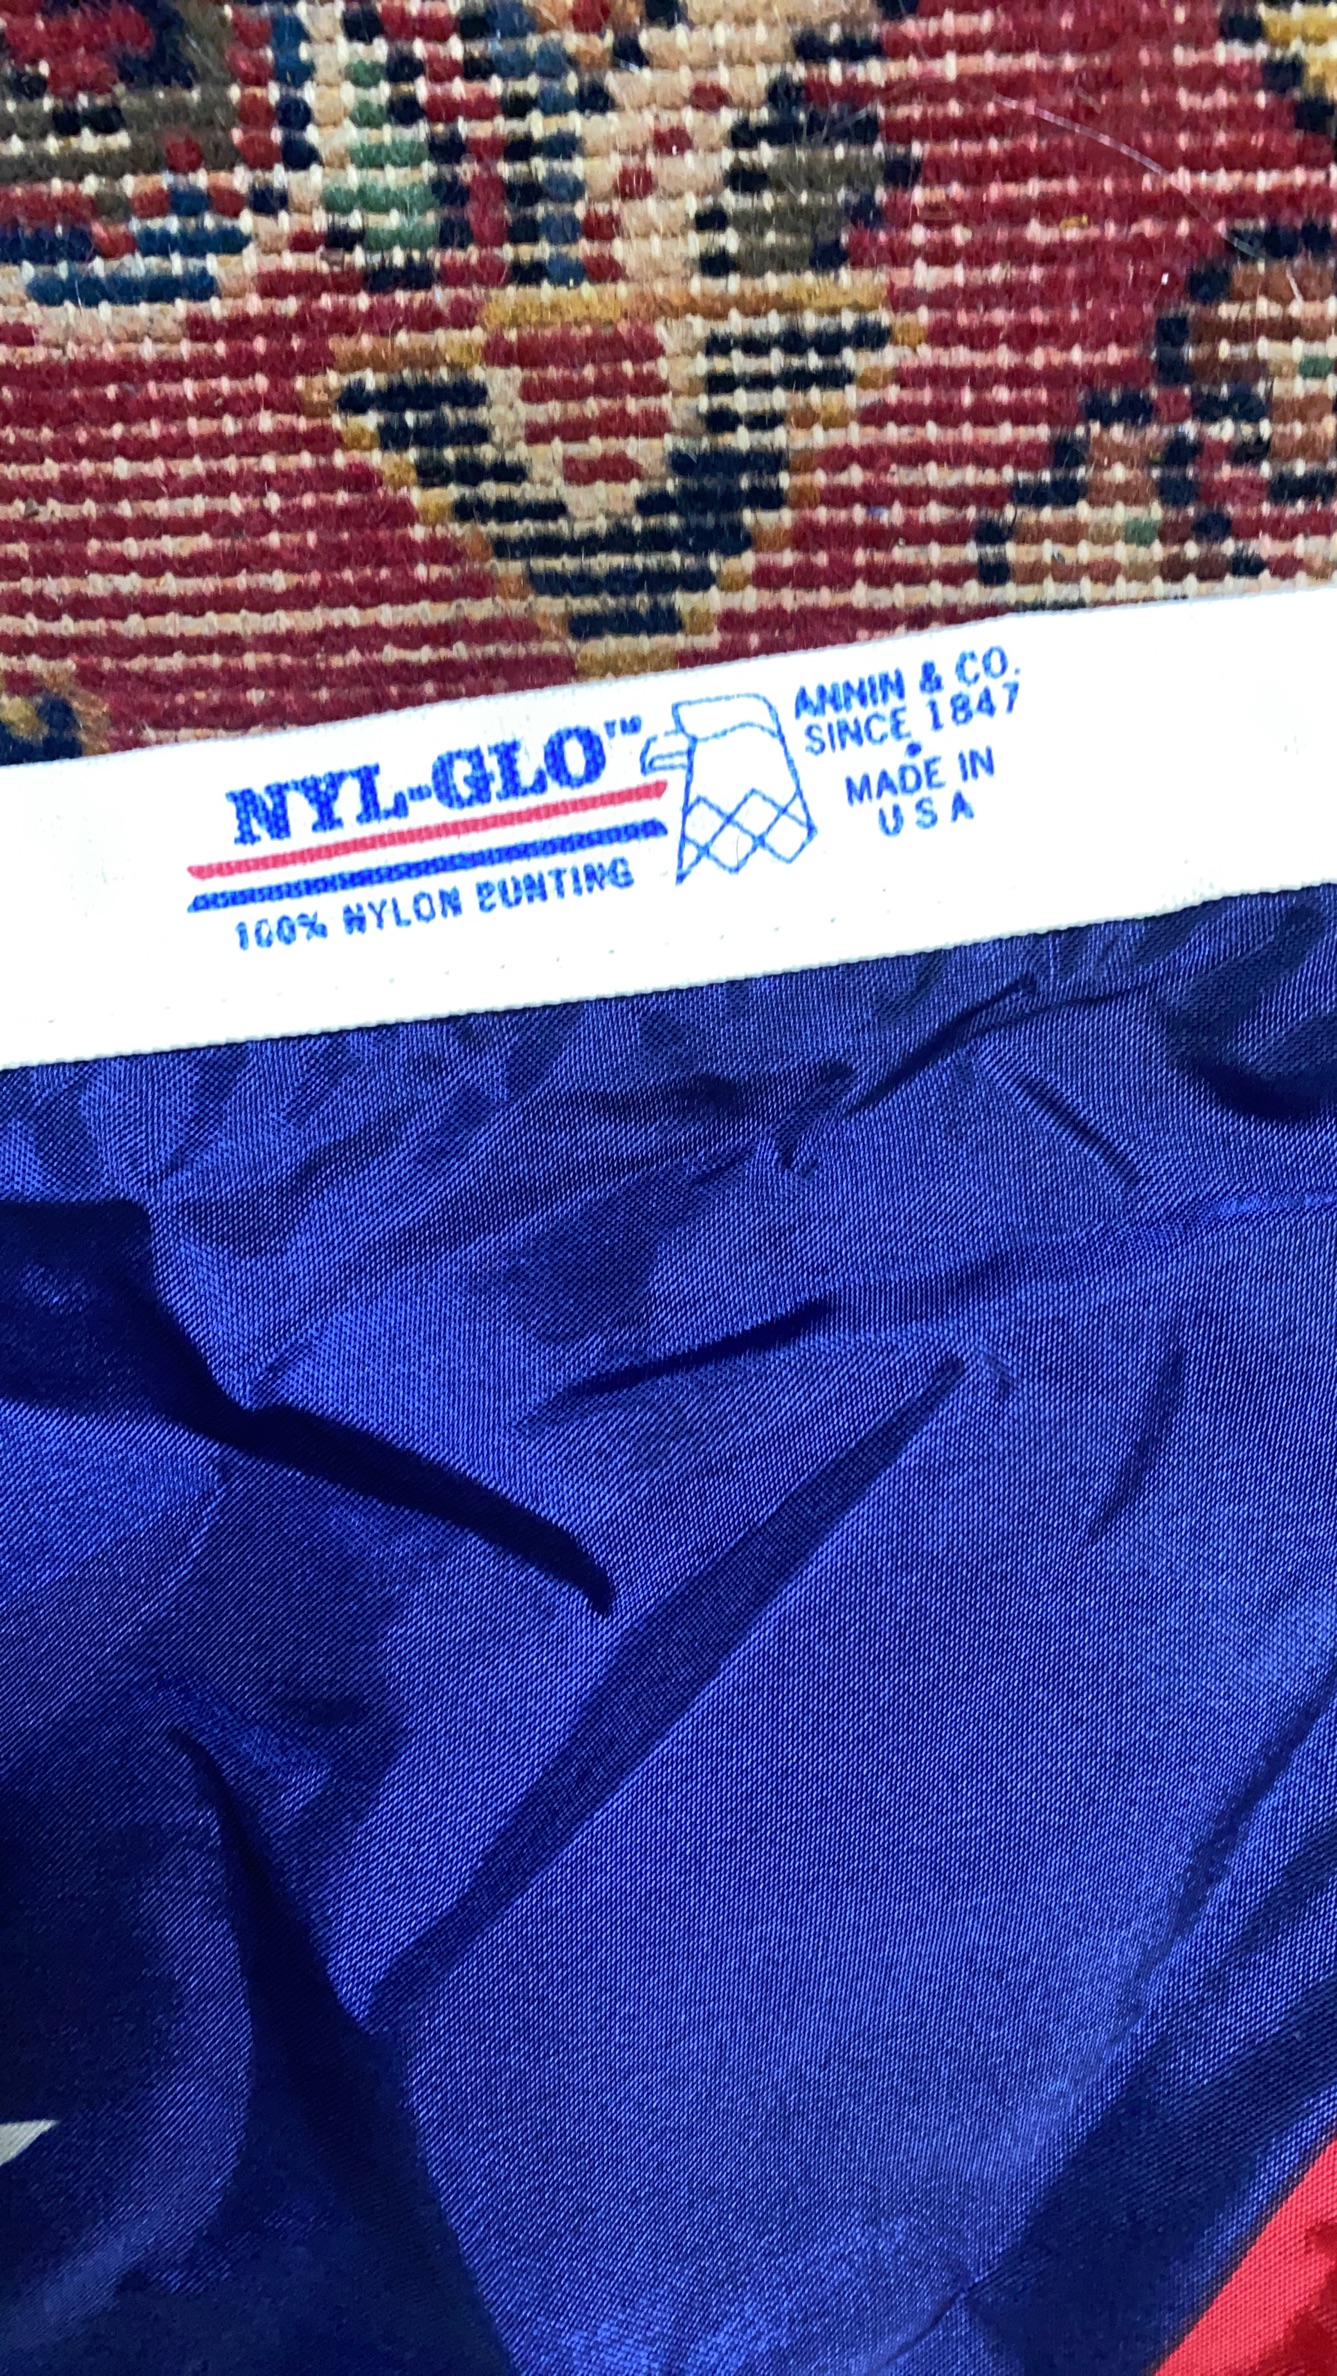 NYL-GLO™
100% NYLON BUNTING
ANNIN & CO.
SINCE 1847
MADE IN
USA